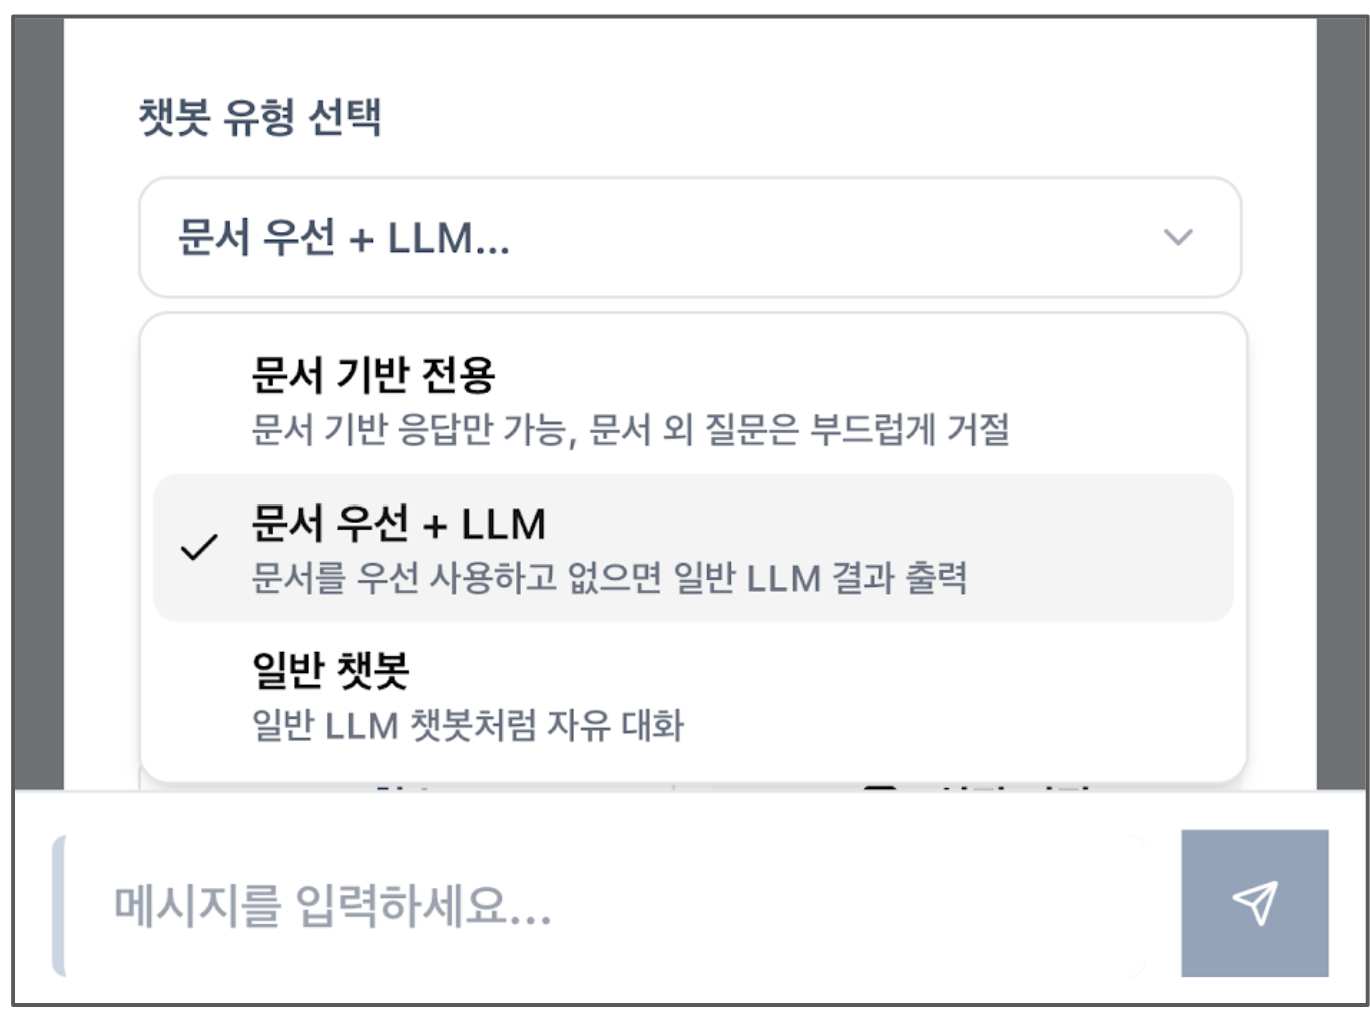 챗봇 유형 선택
문서 우선 + LLM...
문서 기반 전용
문서 기반 응답만 가능, 문서 외 질문은 부드럽게 거절
문서 우선 + LLM
문서를 우선 사용하고 없으면 일반 LLM 결과 출력
일반 챗봇
일반 LLM 챗봇처럼 자유 대화
메시지를 입력하세요...